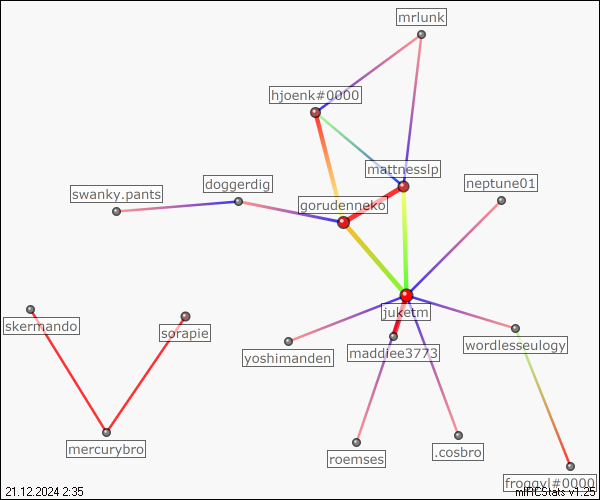 mrlunk
hjoenk#0000
mattnesslp
neptune01
doggerdig
swanky.pants
gorudenneko
juketm
skermando
sorapie
wordlesseulogy
maddiee3773
yoshimanden
mercurybro
.cosbro
roemses
froggyl#0000
21.12.2024 2:35
mIRCStats v1.25